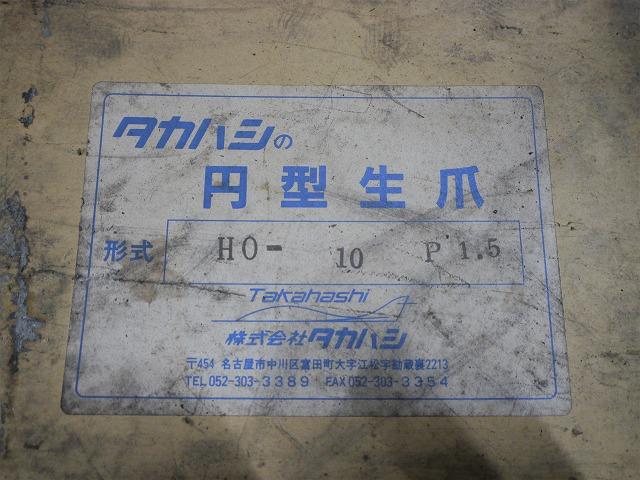 タカハシの
円型生爪
形式 HO- 10 P 1.5
Takahashi
株式会社タカハシ
〒454 名古屋市中川区富田町大字江松字勘蔵裏2213
TEL 052-303-3389 FAX 052-303-3354